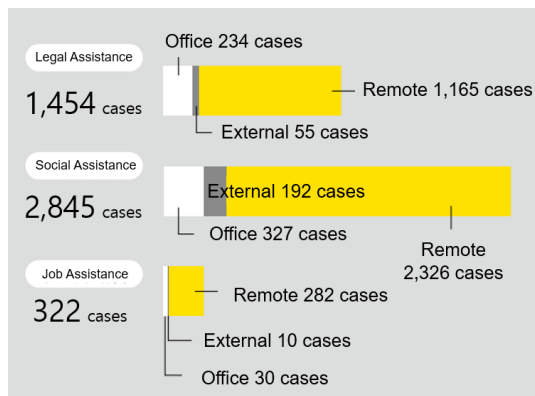 Office 234 cases
Legal Assistance
1,454 cases
Remote 1,165 cases
External 55 cases
Social Assistance
2,845 cases
External 192 cases
Office 327 cases
Remote
2,326 cases
Job Assistance
322 cases
Remote 282 cases
External 10 cases
Office 30 cases